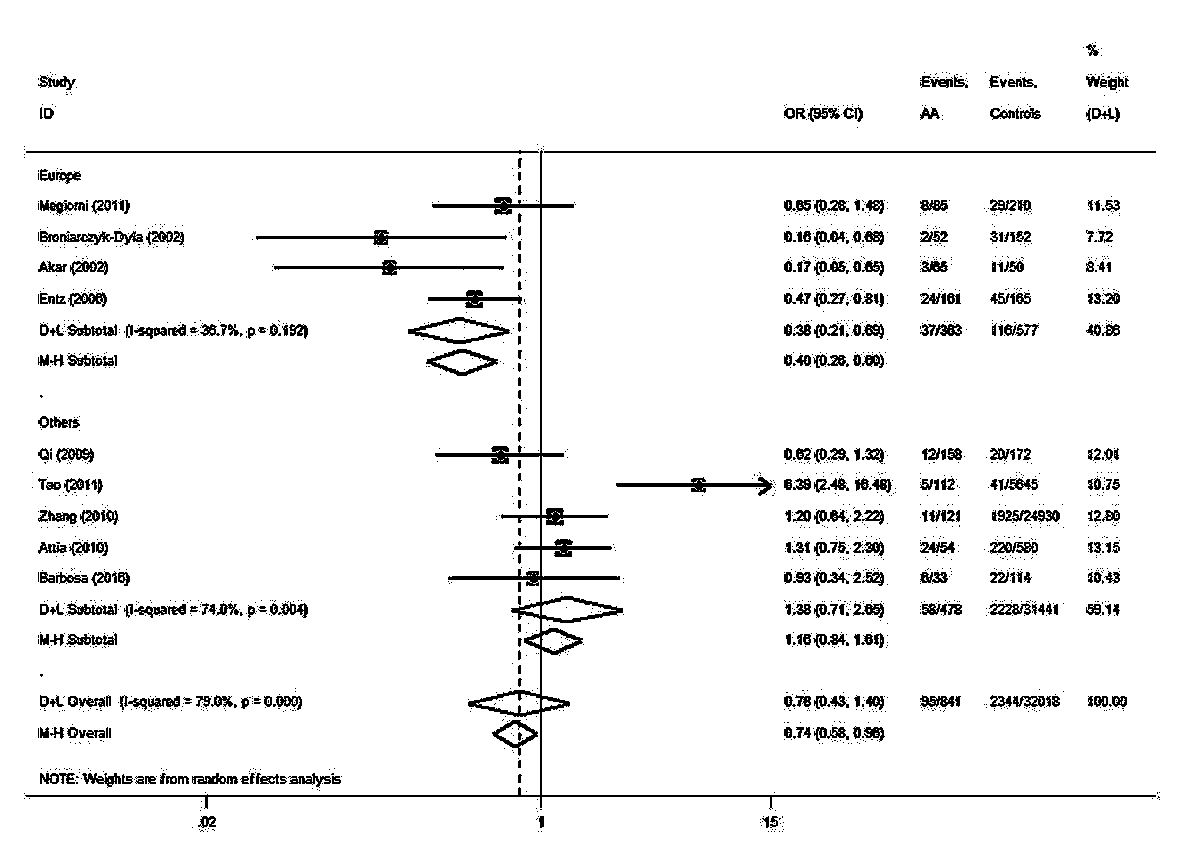 %
Study Events, Events, Weight
ID OR (95% CI) AA Controls (D+L)
Europe
Megiorni (2011) 0.65 (0.28, 1.48) 8/85 29/210 11.53
Broniarczyk-Dyla (2002) 0.16 (0.04, 0.68) 2/52 31/152 7.72
Akar (2002) 0.17 (0.05, 0.65) 3/65 11/50 8.41
Entz (2006) 0.47 (0.27, 0.81) 24/161 45/165 13.20
D+L Subtotal (I-squared = 36.7%, p = 0.192) 0.38 (0.21, 0.69) 37/363 116/577 40.86
M-H Subtotal 0.40 (0.26, 0.60)
.
Others
Qi (2009) 0.62 (0.29, 1.32) 12/158 20/172 12.01
Tao (2011) 6.39 (2.48, 16.48) 5/112 41/5645 10.75
Zhang (2010) 1.20 (0.64, 2.22) 11/121 1925/24930 12.80
Attia (2010) 1.31 (0.75, 2.30) 24/54 220/580 13.15
Barbosa (2016) 0.93 (0.34, 2.52) 6/33 22/114 10.43
D+L Subtotal (I-squared = 74.0%, p = 0.004) 1.38 (0.71, 2.65) 58/478 2228/31441 59.14
M-H Subtotal 1.16 (0.84, 1.61)
.
D+L Overall (I-squared = 79.0%, p = 0.000) 0.78 (0.43, 1.40) 95/841 2344/32018 100.00
M-H Overall 0.74 (0.58, 0.96)
NOTE: Weights are from random effects analysis
.02 1 15